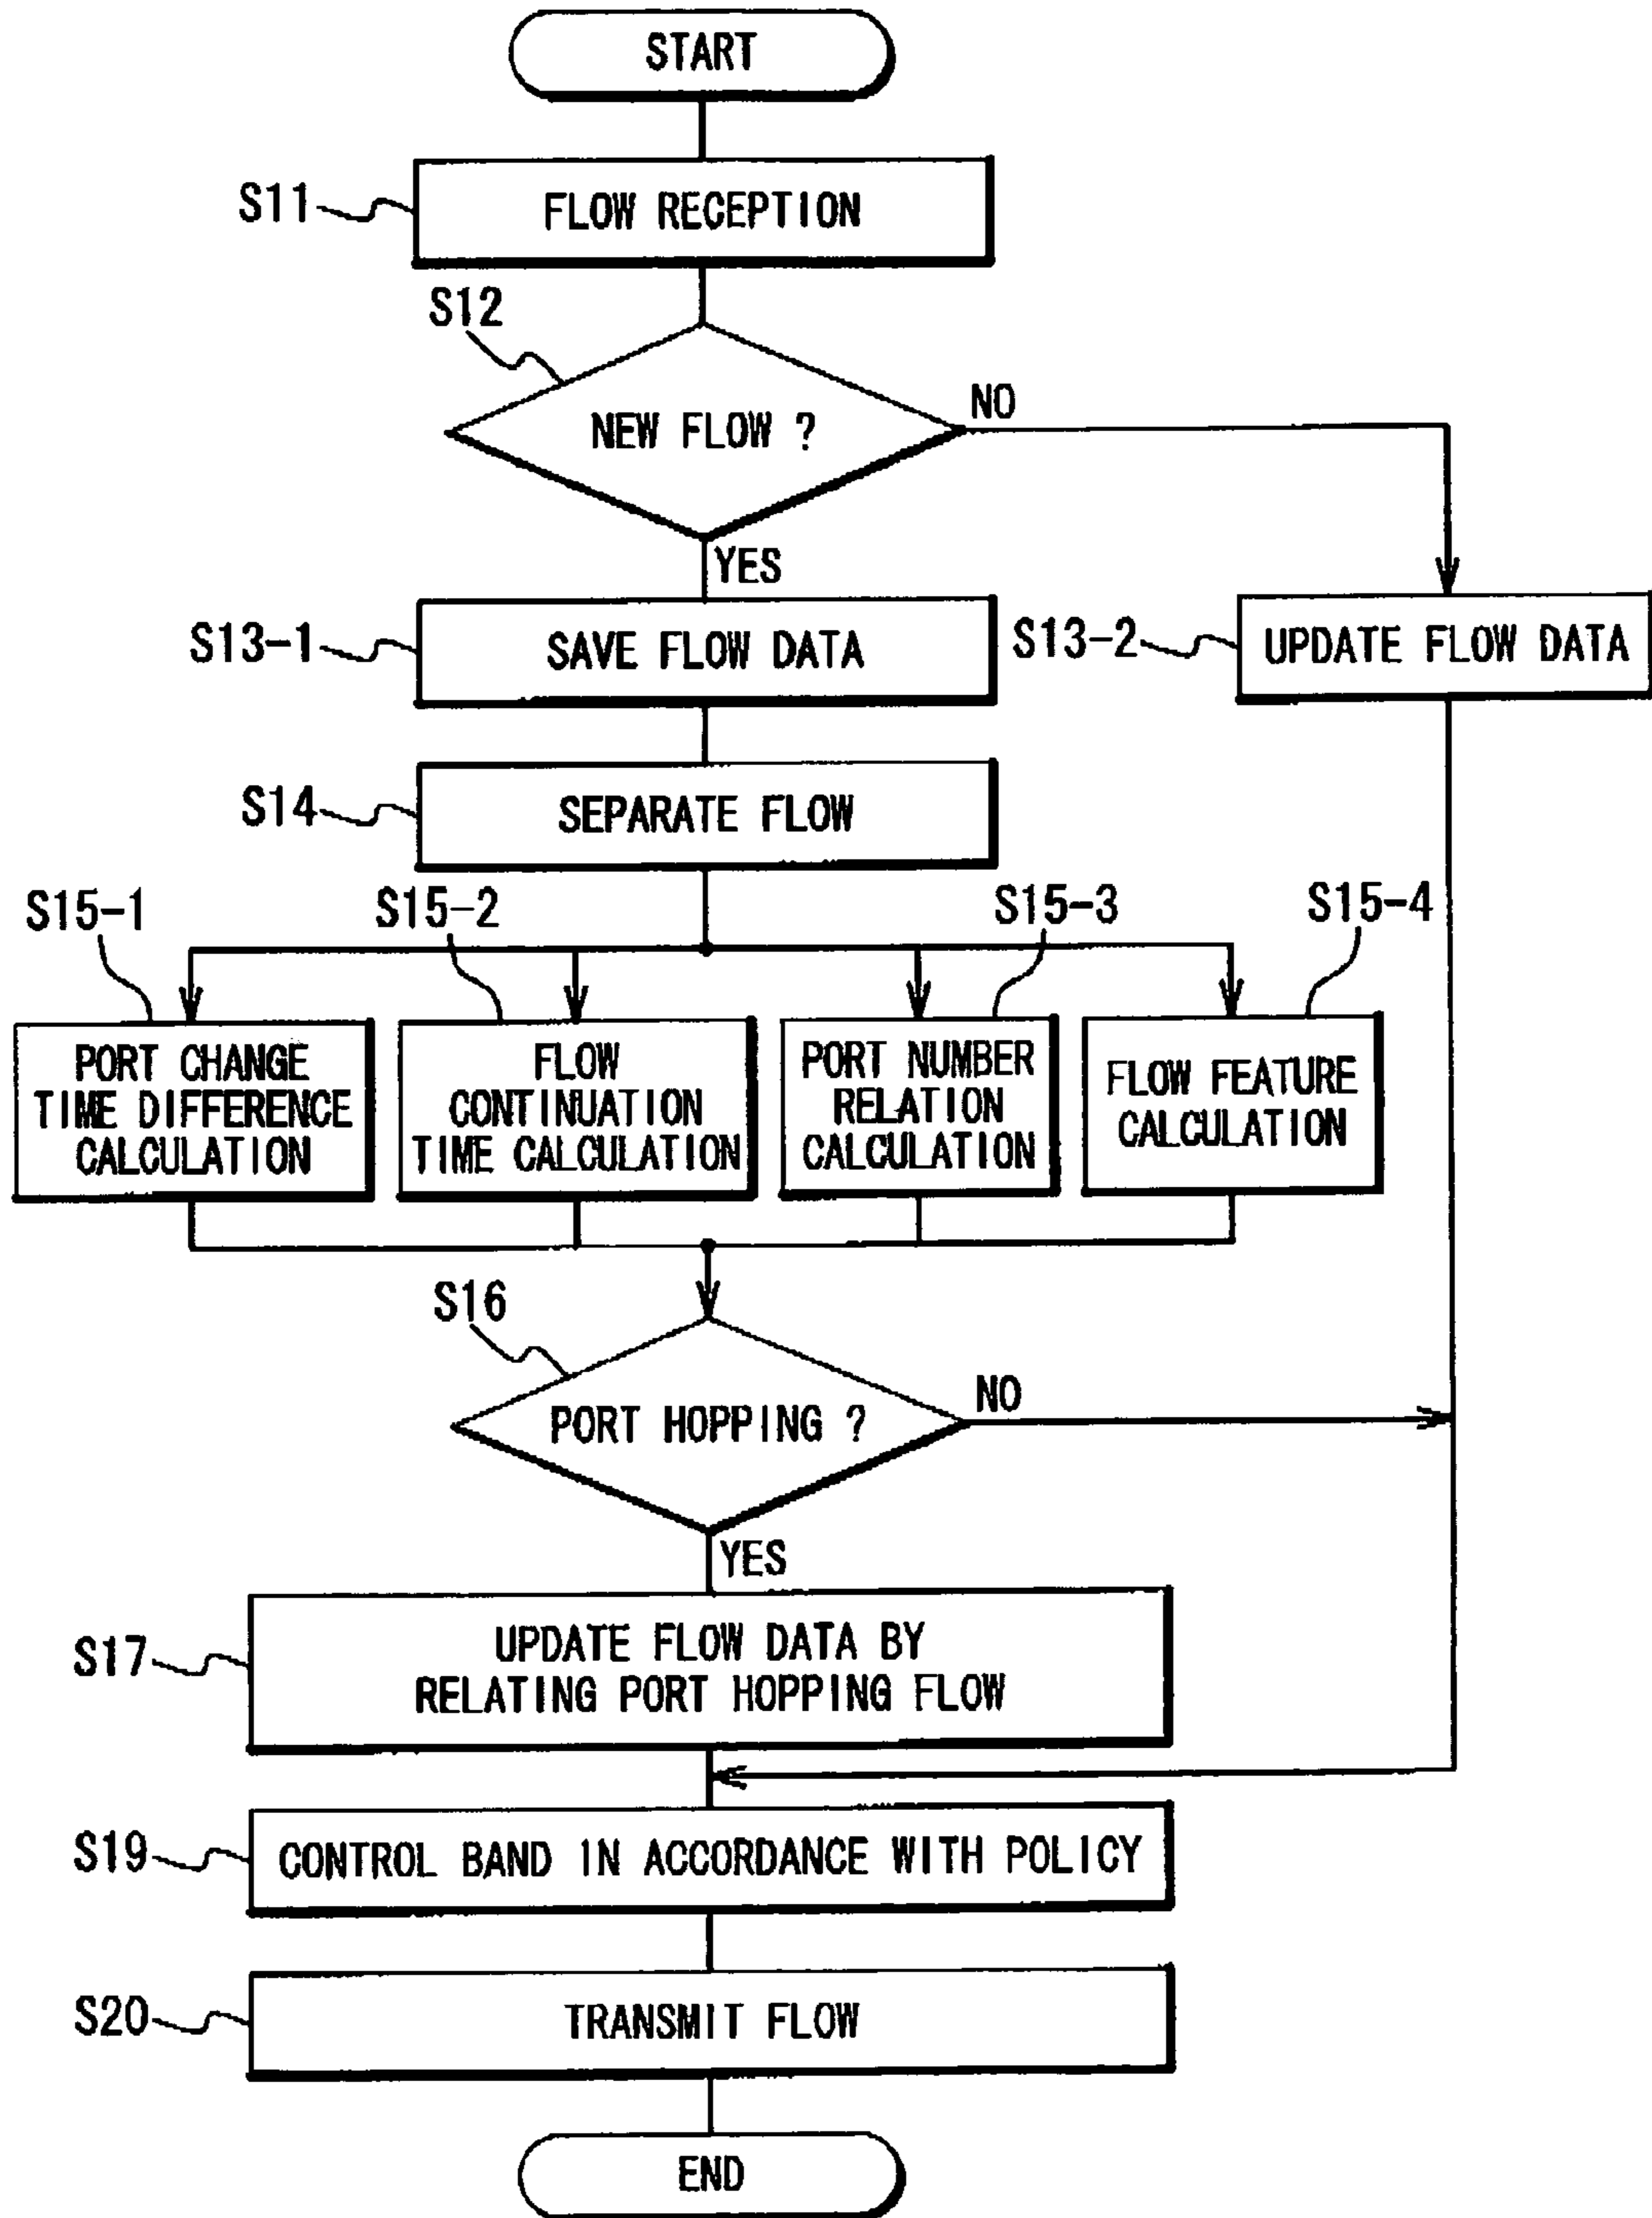 START
S11
FLOW RECEPTION
S12
NEW FLOW ?
NO
YES
S13-1
SAVE FLOW DATA
S13-2
UPDATE FLOW DATA
S14
SEPARATE FLOW
S15-1
S15-2
S15-3
S15-4
PORT CHANGE
TIME DIFFERENCE
CALCULATION
FLOW
CONTINUATION
TIME CALCULATION
PORT NUMBER
RELATION
CALCULATION
FLOW FEATURE
CALCULATION
S16
PORT HOPPING ?
NO
YES
S17
UPDATE FLOW DATA BY
RELATING PORT HOPPING FLOW
S19
CONTROL BAND IN ACCORDANCE WITH POLICY
S20
TRANSMIT FLOW
END